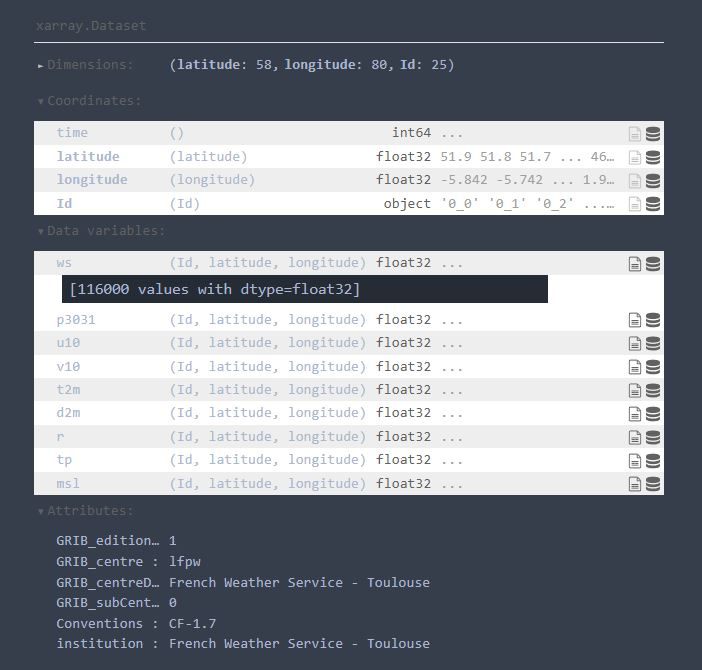 xarray.Dataset
► Dimensions: (latitude: 58, longitude: 80, Id: 25)
▼ Coordinates:
time () int64 ...
latitude (latitude) float32 51.9 51.8 51.7 ... 46…
longitude (longitude) float32 -5.842 -5.742 ... 1.9…
Id (Id) object '0_0' '0_1' '0_2' ...…
▼ Data variables:
ws (Id, latitude, longitude) float32 ...
[116000 values with dtype=float32]
p3031 (Id, latitude, longitude) float32 ...
u10 (Id, latitude, longitude) float32 ...
v10 (Id, latitude, longitude) float32 ...
t2m (Id, latitude, longitude) float32 ...
d2m (Id, latitude, longitude) float32 ...
r (Id, latitude, longitude) float32 ...
tp (Id, latitude, longitude) float32 ...
msl (Id, latitude, longitude) float32 ...
▼ Attributes:
GRIB_edition… 1
GRIB_centre : lfpw
GRIB_centreD… French Weather Service - Toulouse
GRIB_subCent… 0
Conventions : CF-1.7
institution : French Weather Service - Toulouse